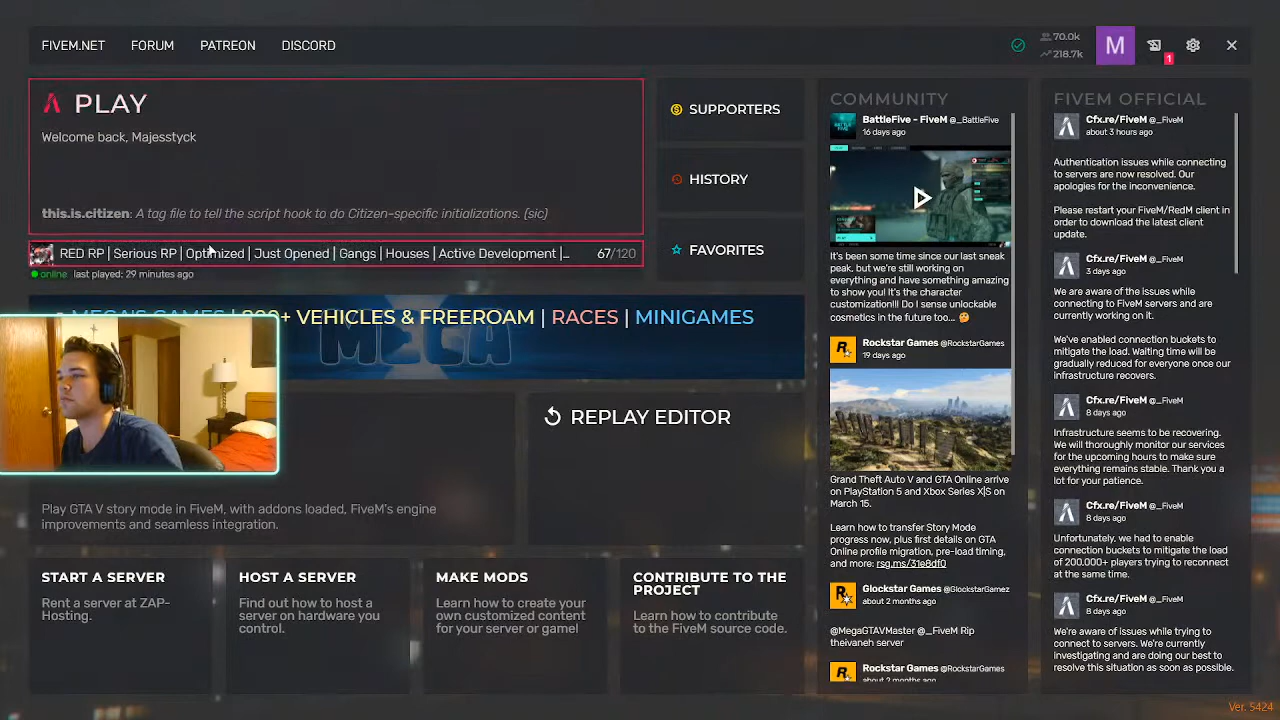 FIVEM.NET
FORUM
PATREON
DISCORD
70.0k
218.7k
M
1
PLAY
Welcome back, Majesstyck
this.is.citizen: A tag file to tell the script hook to do Citizen-specific initializations. (sic)
RED RP | Serious RP | Optimized | Just Opened | Gangs | Houses | Active Development |...
67/120
online last played: 29 minutes ago
SUPPORTERS
HISTORY
FAVORITES
VEHICLES & FREEROAM | RACES | MINIGAMES
MEGA
REPLAY EDITOR
Play GTA V story mode in FiveM, with addons loaded, FiveM's engine
improvements and seamless integration.
START A SERVER
Rent a server at ZAP-
Hosting.
HOST A SERVER
Find out how to host a
server on hardware you
control.
MAKE MODS
Learn how to create your
own customized content
for your server or game!
CONTRIBUTE TO THE
PROJECT
Learn how to contribute
to the FiveM source code.
COMMUNITY
BattleFive - FiveM @_BattleFive
16 days ago
It's been some time since our last sneak
peak, but we're still working on
everything and have something amazing
to show you! It's the character
customization!! Do I sense unlockable
cosmetics in the future too... 🤔
Rockstar Games @RockstarGames
19 days ago
Grand Theft Auto V and GTA Online arrive
on PlayStation 5 and Xbox Series X|S on
March 15.
Learn how to transfer Story Mode
progress now, plus first details on GTA
Online profile migration, pre-load timing,
and more: rsg.ms/31e8df0
Glockstar Games @GlockstarGamez
about 2 months ago
@MegaGTAVMaster @_FiveM Rip
theivaneh server
Rockstar Games @RockstarGames
about 2 months ago
FIVEM OFFICIAL
Cfx.re/FiveM @_FiveM
about 3 hours ago
Authentication issues while connecting
to servers are now resolved. Our
apologies for the inconvenience.
Please restart your FiveM/RedM client in
order to download the latest client
update.
Cfx.re/FiveM @_FiveM
3 days ago
We are aware of the issues while
connecting to FiveM servers and are
currently working on it.
We've enabled connection buckets to
mitigate the load. Waiting time will be
gradually reduced for everyone once our
infrastructure recovers.
Cfx.re/FiveM @_FiveM
8 days ago
Infrastructure seems to be recovering.
We will thoroughly monitor our services
for the upcoming hours to make sure
everything remains stable. Thank you a
lot for your patience.
Cfx.re/FiveM @_FiveM
8 days ago
Unfortunately, we had to enable
connection buckets to mitigate the load
of 200.000+ players trying to reconnect
at the same time.
Cfx.re/FiveM @_FiveM
8 days ago
We're aware of issues while trying to
connect to servers. We're currently
investigating and are doing our best to
resolve this situation as soon as possible.
Ver. 5424